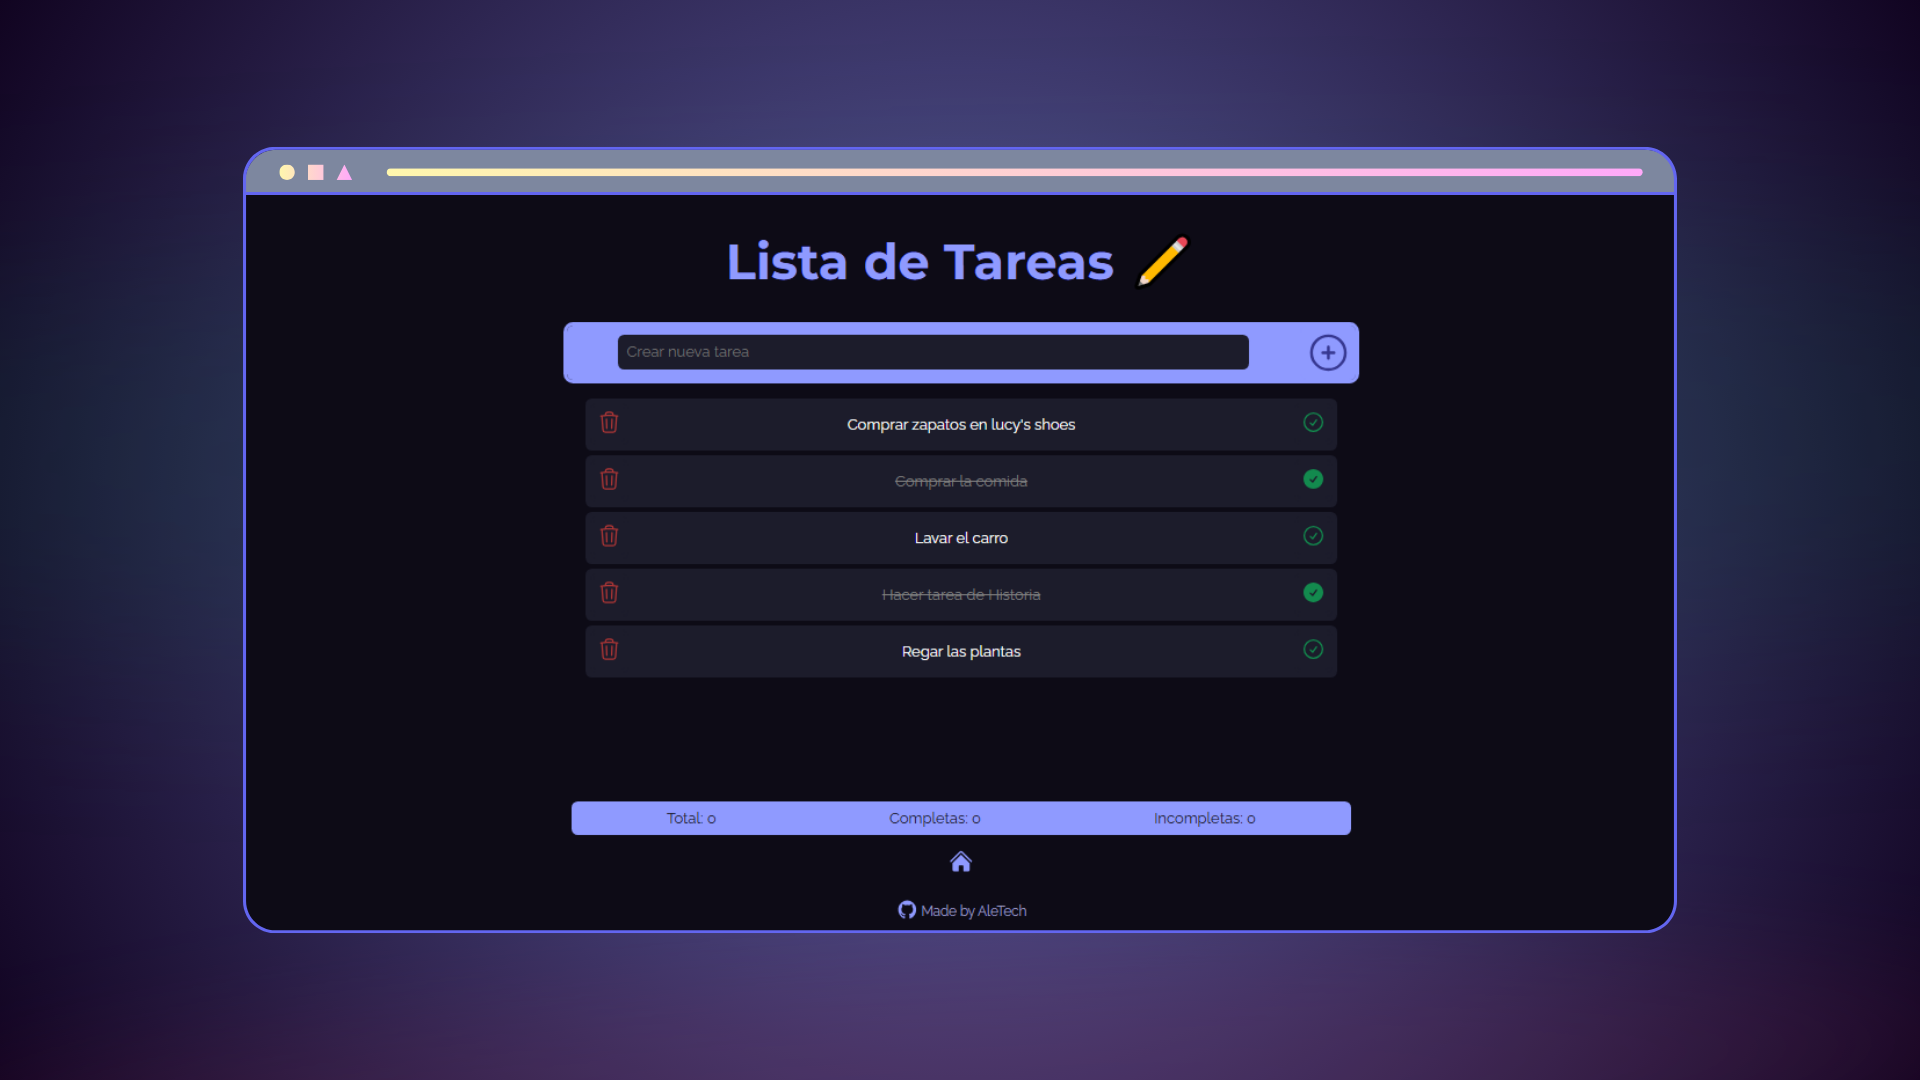 Lista de Tareas
Crear nueva tarea
Comprar zapatos en lucy's shoes
Comprar la comida
Lavar el carro
Hacer tarea de Historia
Regar las plantas
Total: 0 Completas: 0 Incompletas: 0
Made by AleTech